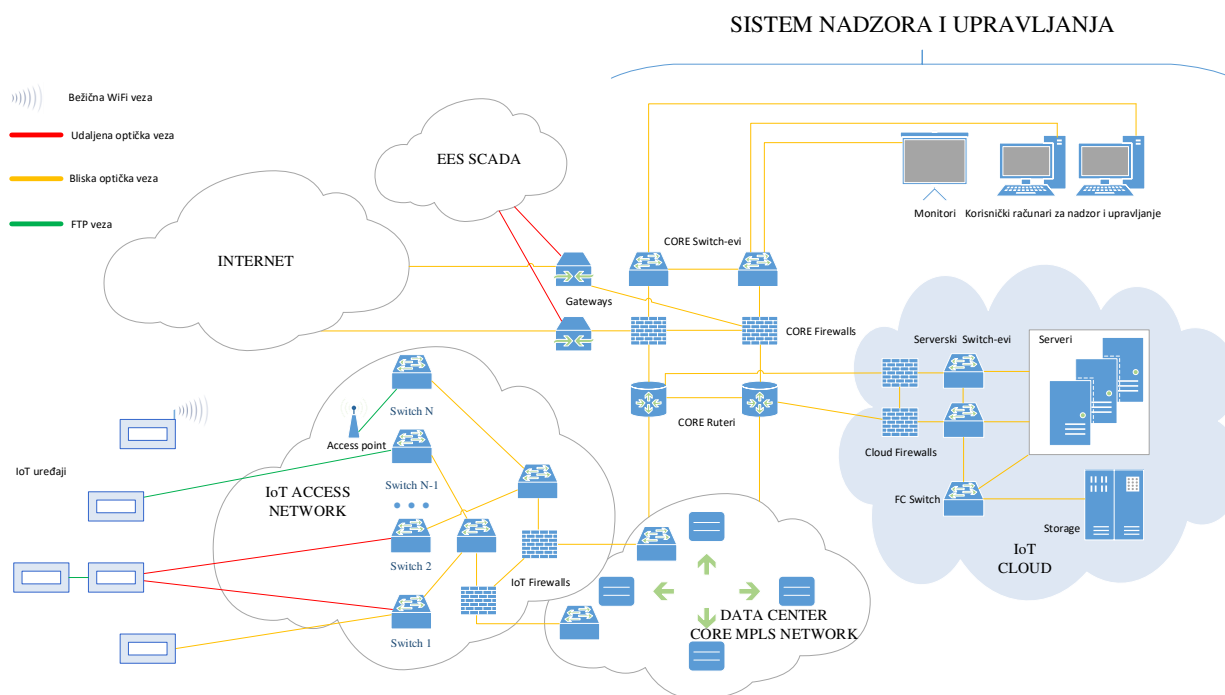 SISTEM NADZORA I UPRAVLJANJA
Bežična WiFi veza
Udaljena optička veza
Bliska optička veza
FTP veza
EES SCADA
INTERNET
Gateways
CORE Switch-evi
Monitori
Korisnički računari za nadzor i upravljanje
CORE Firewalls
CORE Ruteri
Serverski Switch-evi
Serveri
Cloud Firewalls
FC Switch
Storage
IoT
CLOUD
IoT uređaji
Switch N
Access point
Switch N-1
IoT ACCESS
NETWORK
Switch 2
IoT Firewalls
Switch 1
DATA CENTER
CORE MPLS NETWORK